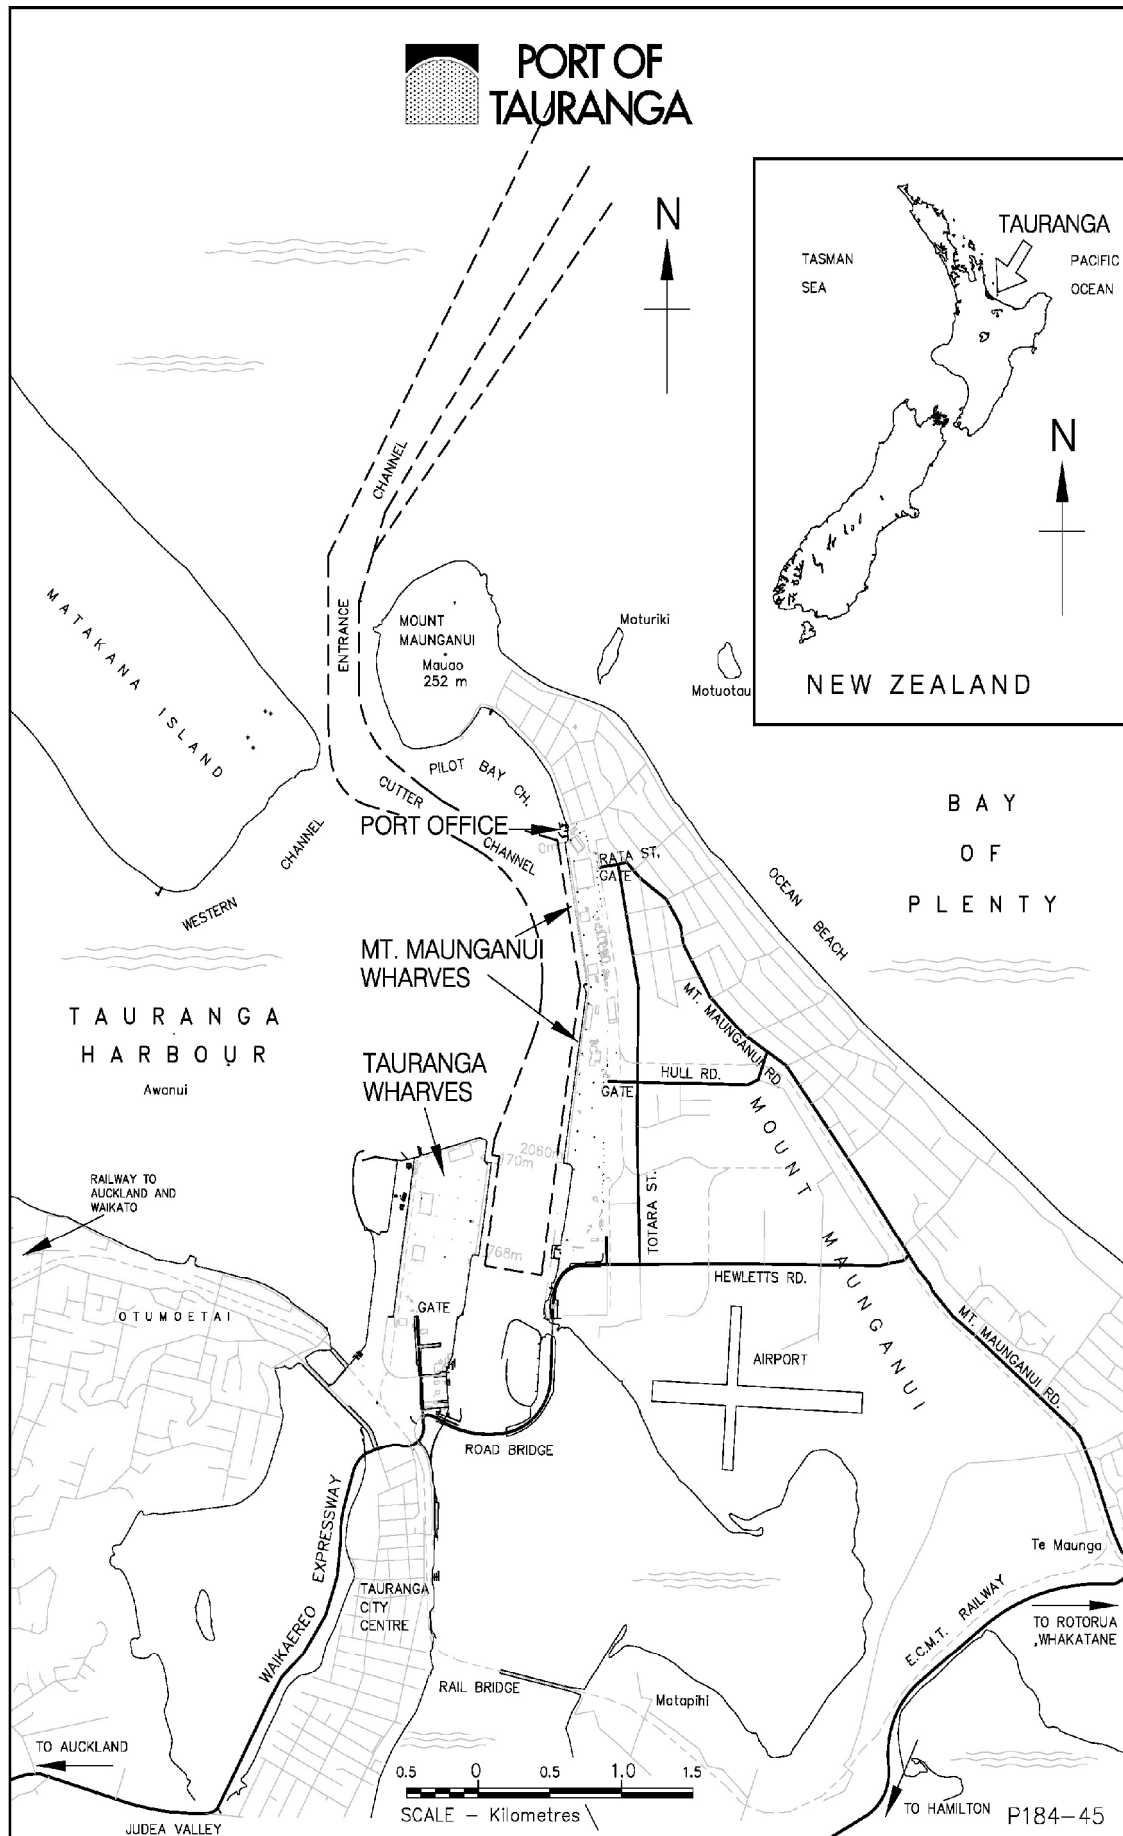 PORT OF
TAURANGA
N
TAURANGA
TASMAN
SEA
PACIFIC
OCEAN
N
NEW ZEALAND
CHANNEL
ENTRANCE
MATAKANA ISLAND
MOUNT
MAUNGANUI
Mauao
252 m
Moturiki
Motuotau
PILOT BAY CH.
CUTTER
CHANNEL
PORT OFFICE
0m
RATA ST.
GATE
WESTERN
CHANNEL
BAY
OF
PLENTY
OCEAN
BEACH
MT. MAUNGANUI
WHARVES
MT. MAUNGANUI RD.
TAURANGA
HARBOUR
Awanui
TAURANGA
WHARVES
HULL RD.
GATE
MOUNT MAUNGANUI
2060m
170m
768m
TOTARA ST.
RAILWAY TO
AUCKLAND AND
WAIKATO
HEWLETTS RD.
OTUMOETAI
GATE
MT. MAUNGANUI RD.
AIRPORT
ROAD BRIDGE
WAIKAEREO EXPRESSWAY
TAURANGA
CITY
CENTRE
Te Maunga
E.C.M.T. RAILWAY
TO ROTORUA
,WHAKATANE
RAIL BRIDGE
Matapihi
TO AUCKLAND
0.5 0 0.5 1.0 1.5
SCALE - Kilometres
TO HAMILTON
P184-45
JUDEA VALLEY